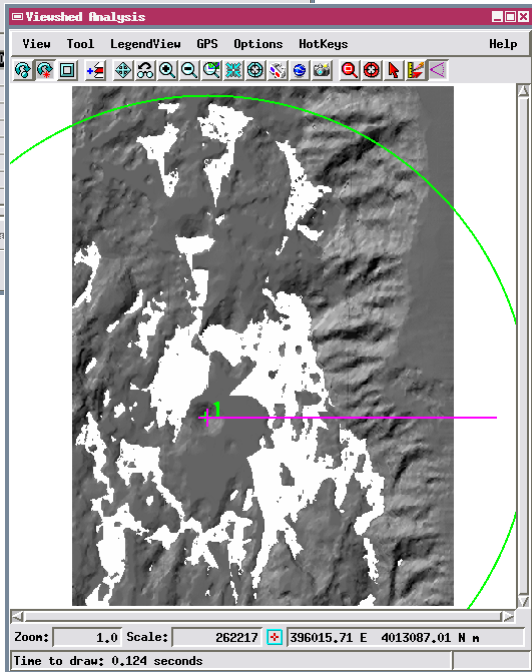 Viewshed Analysis
View Tool LegendView GPS Options HotKeys Help
1
Zoom: 1.0 Scale: 262217 396015.71 E 4013087.01 N m
Time to draw: 0.124 seconds